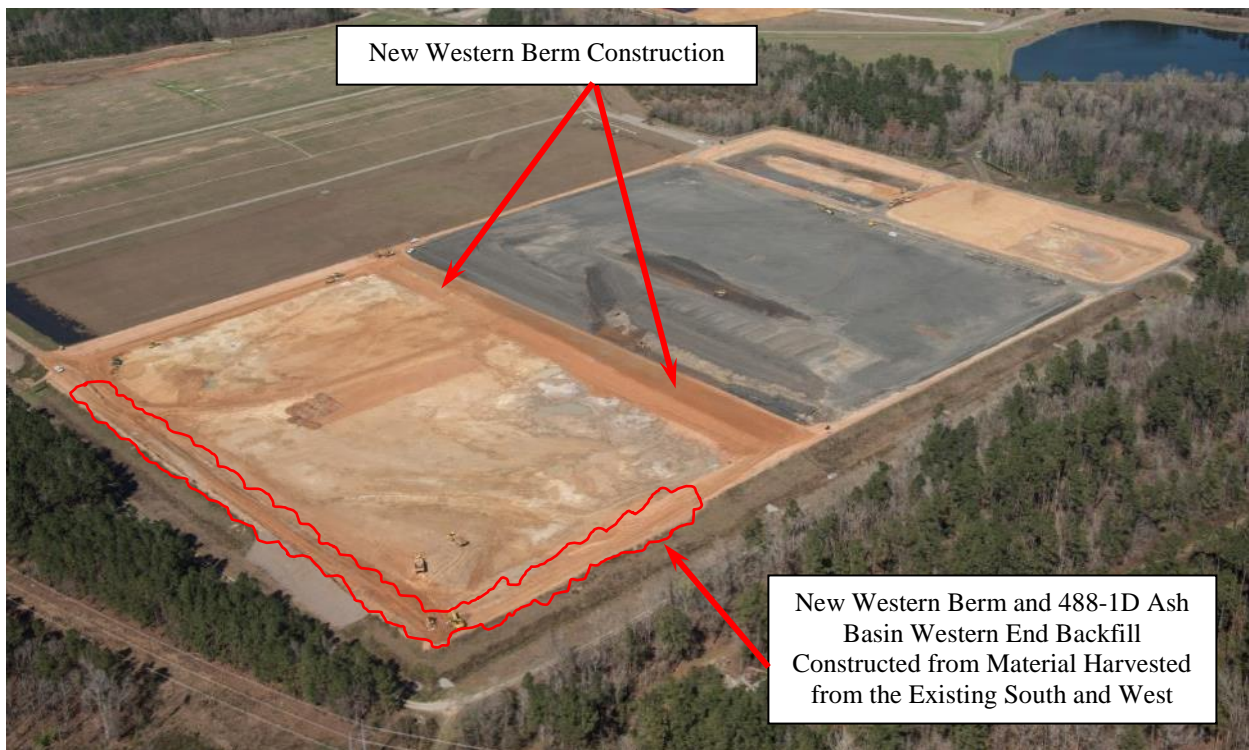 New Western Berm Construction
New Western Berm and 488-1D Ash
Basin Western End Backfill
Constructed from Material Harvested
from the Existing South and West